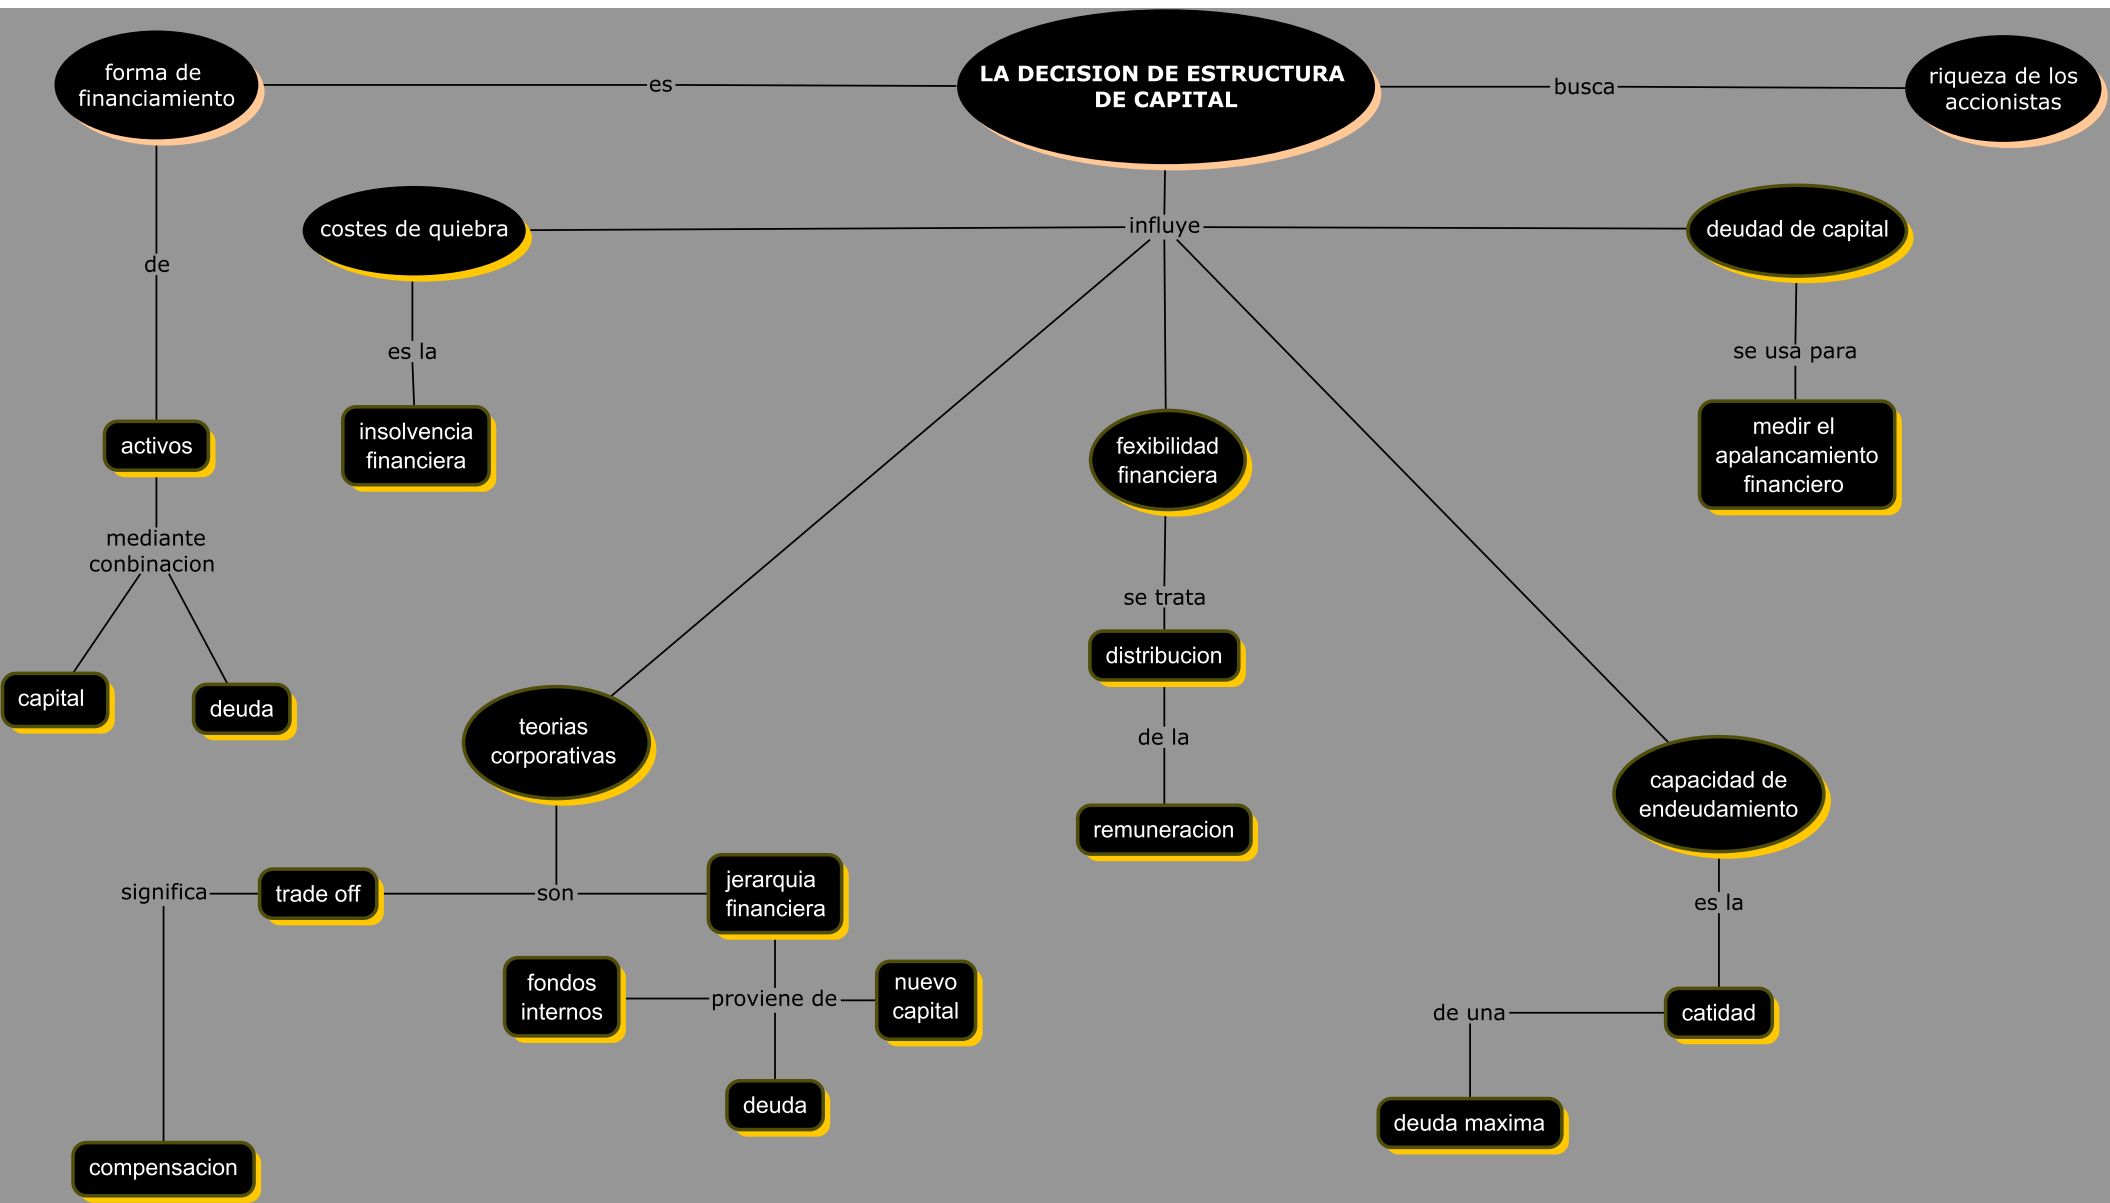 forma de
financiamiento
es
LA DECISION DE ESTRUCTURA
DE CAPITAL
busca
riqueza de los
accionistas
costes de quiebra
influye
deudad de capital
de
es la
se usa para
activos
insolvencia
financiera
fexibilidad
financiera
medir el
apalancamiento
financiero
mediante
conbinacion
se trata
distribucion
capital
deuda
teorias
corporativas
de la
capacidad de
endeudamiento
remuneracion
significa
trade off
son
jerarquia
financiera
es la
fondos
internos
proviene de
nuevo
capital
de una
catidad
deuda
deuda maxima
compensacion